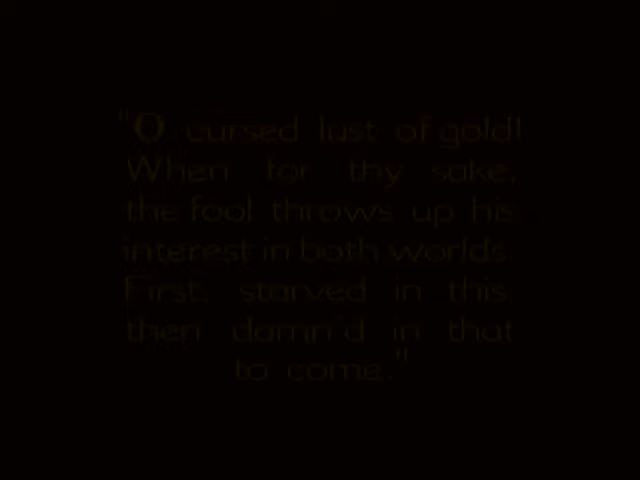 "O cursed lust of gold!
When for thy sake,
the fool throws up his
interest in both worlds.
First, starved in this,
then damn'd in that
to come."